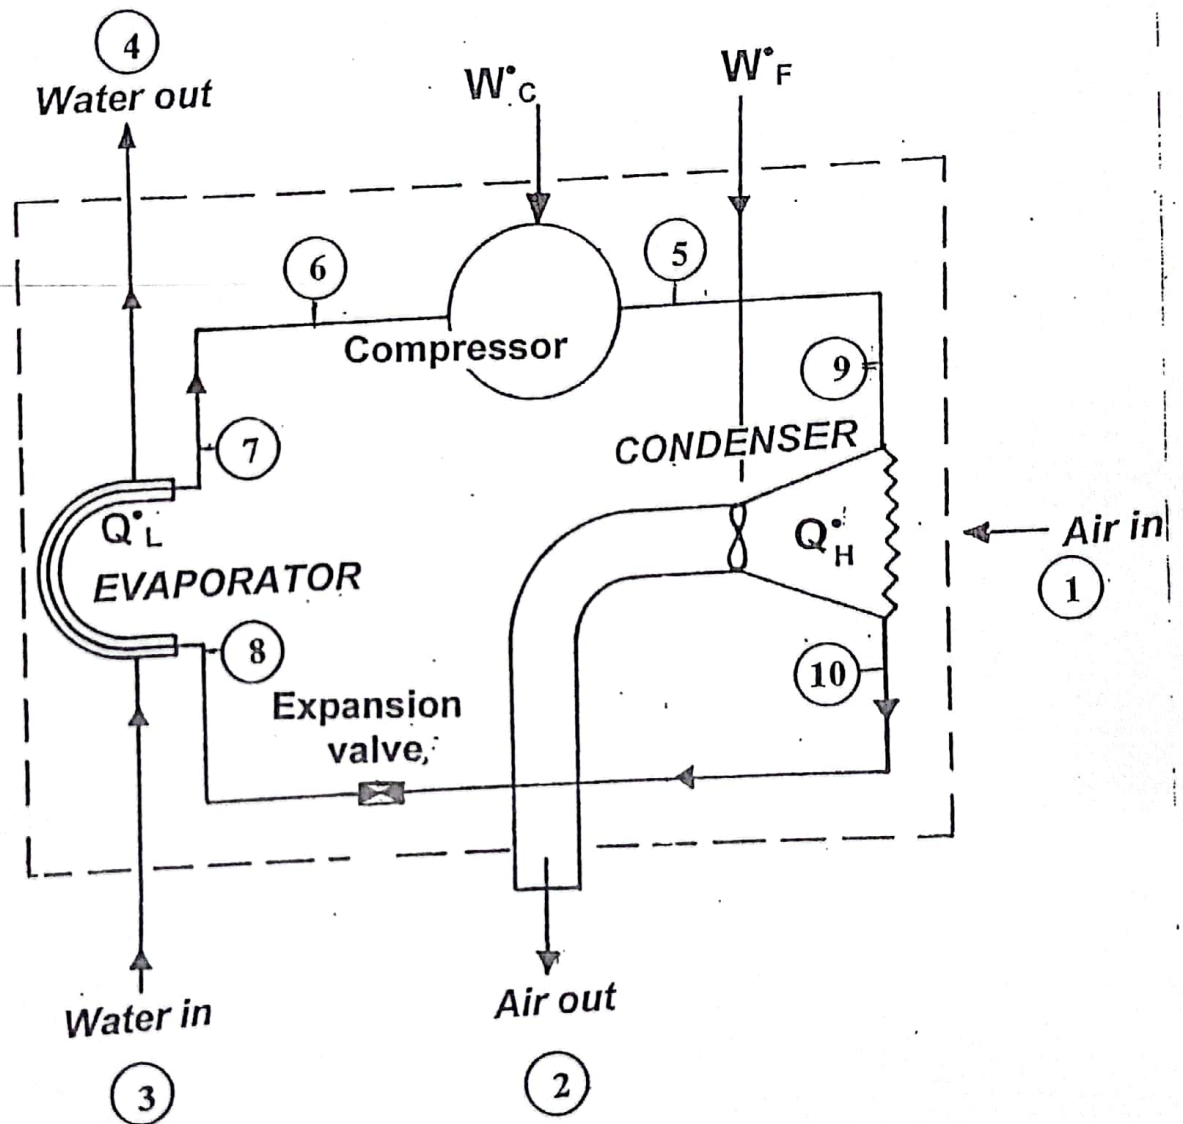 4
Water out
W°C
W°F
6
5
Compressor
9
CONDENSER
7
Q°L
EVAPORATOR
Q°H
Air in
1
8
10
Expansion
valve
Water in
3
Air out
2